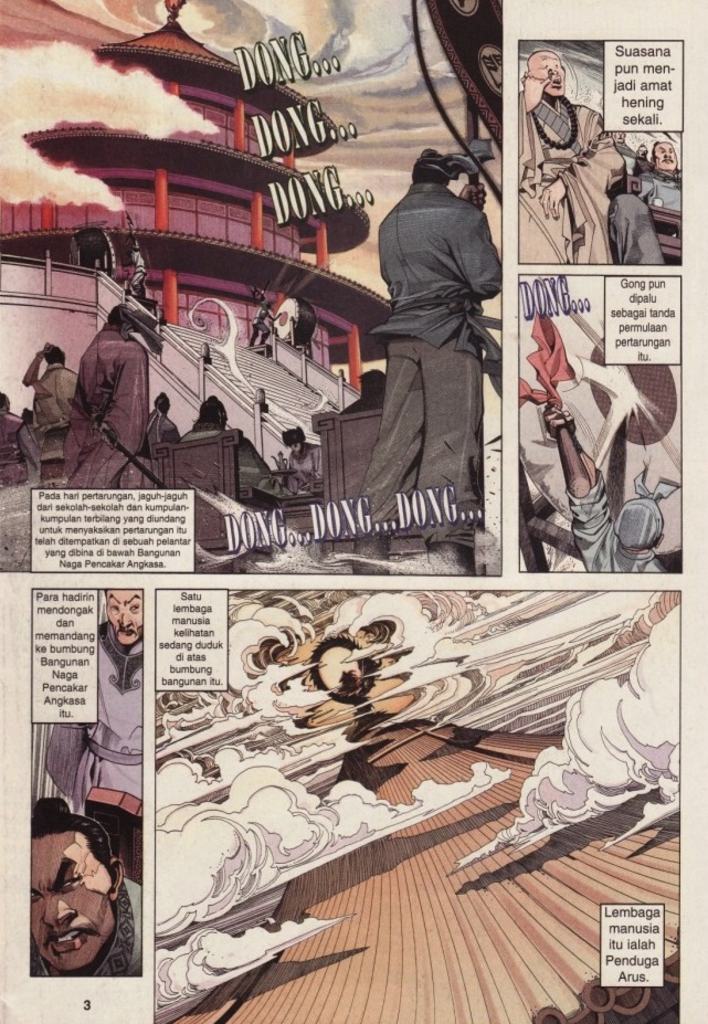 DONG...
DONG...
DONG...
Pada hari pertarungan, jaguh-jaguh
dari sekolah-sekolah dan kumpulan-
kumpulan terbilang yang diundang
untuk menyaksikan pertarungan itu
telah ditempatkan di sebuah pelantar
yang dibina di bawah Bangunan
Naga Pencakar Angkasa.
DONG...DONG...DONG...
Suasana
pun men-
jadi amat
hening
sekali.
DONG...
Gong pun
dipalu
sebagai tanda
permulaan
pertarungan
itu.
Para hadirin
mendongak
dan
memandang
ke bumbung
Bangunan
Naga
Pencakar
Angkasa
itu.
Satu
lembaga
manusia
kelihatan
sedang duduk
di atas
bumbung
bangunan itu.
Lembaga
manusia
itu ialah
Penduga
Arus.
3